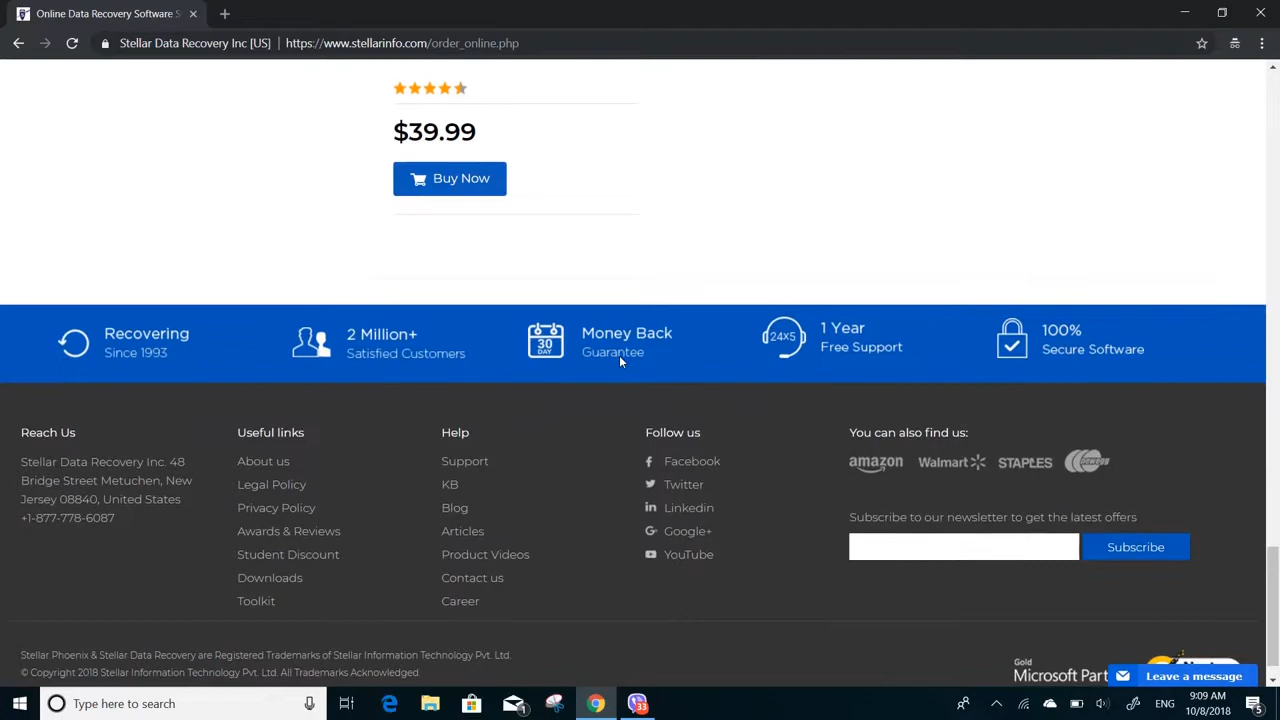 Online Data Recovery Software S
Stellar Data Recovery Inc [US]
https://www.stellarinfo.com/order_online.php
$39.99
Buy Now
Recovering
Since 1993
2 Million+
Satisfied Customers
30
DAY
Money Back
Guarantee
24X5
1 Year
Free Support
100%
Secure Software
Reach Us
Stellar Data Recovery Inc. 48
Bridge Street Metuchen, New
Jersey 08840, United States
+1-877-778-6087
Useful links
About us
Legal Policy
Privacy Policy
Awards & Reviews
Student Discount
Downloads
Toolkit
Help
Support
KB
Blog
Articles
Product Videos
Contact us
Career
Follow us
Facebook
Twitter
Linkedin
Google+
YouTube
You can also find us:
amazon
Walmart
STAPLES
newegg
Subscribe to our newsletter to get the latest offers
Subscribe
Stellar Phoenix & Stellar Data Recovery are Registered Trademarks of Stellar Information Technology Pvt. Ltd.
© Copyright 2018 Stellar Information Technology Pvt. Ltd. All Trademarks Acknowledged.
Gold
Microsoft Part
Leave a message
Type here to search
1
33
ENG
9:09 AM
10/8/2018
5